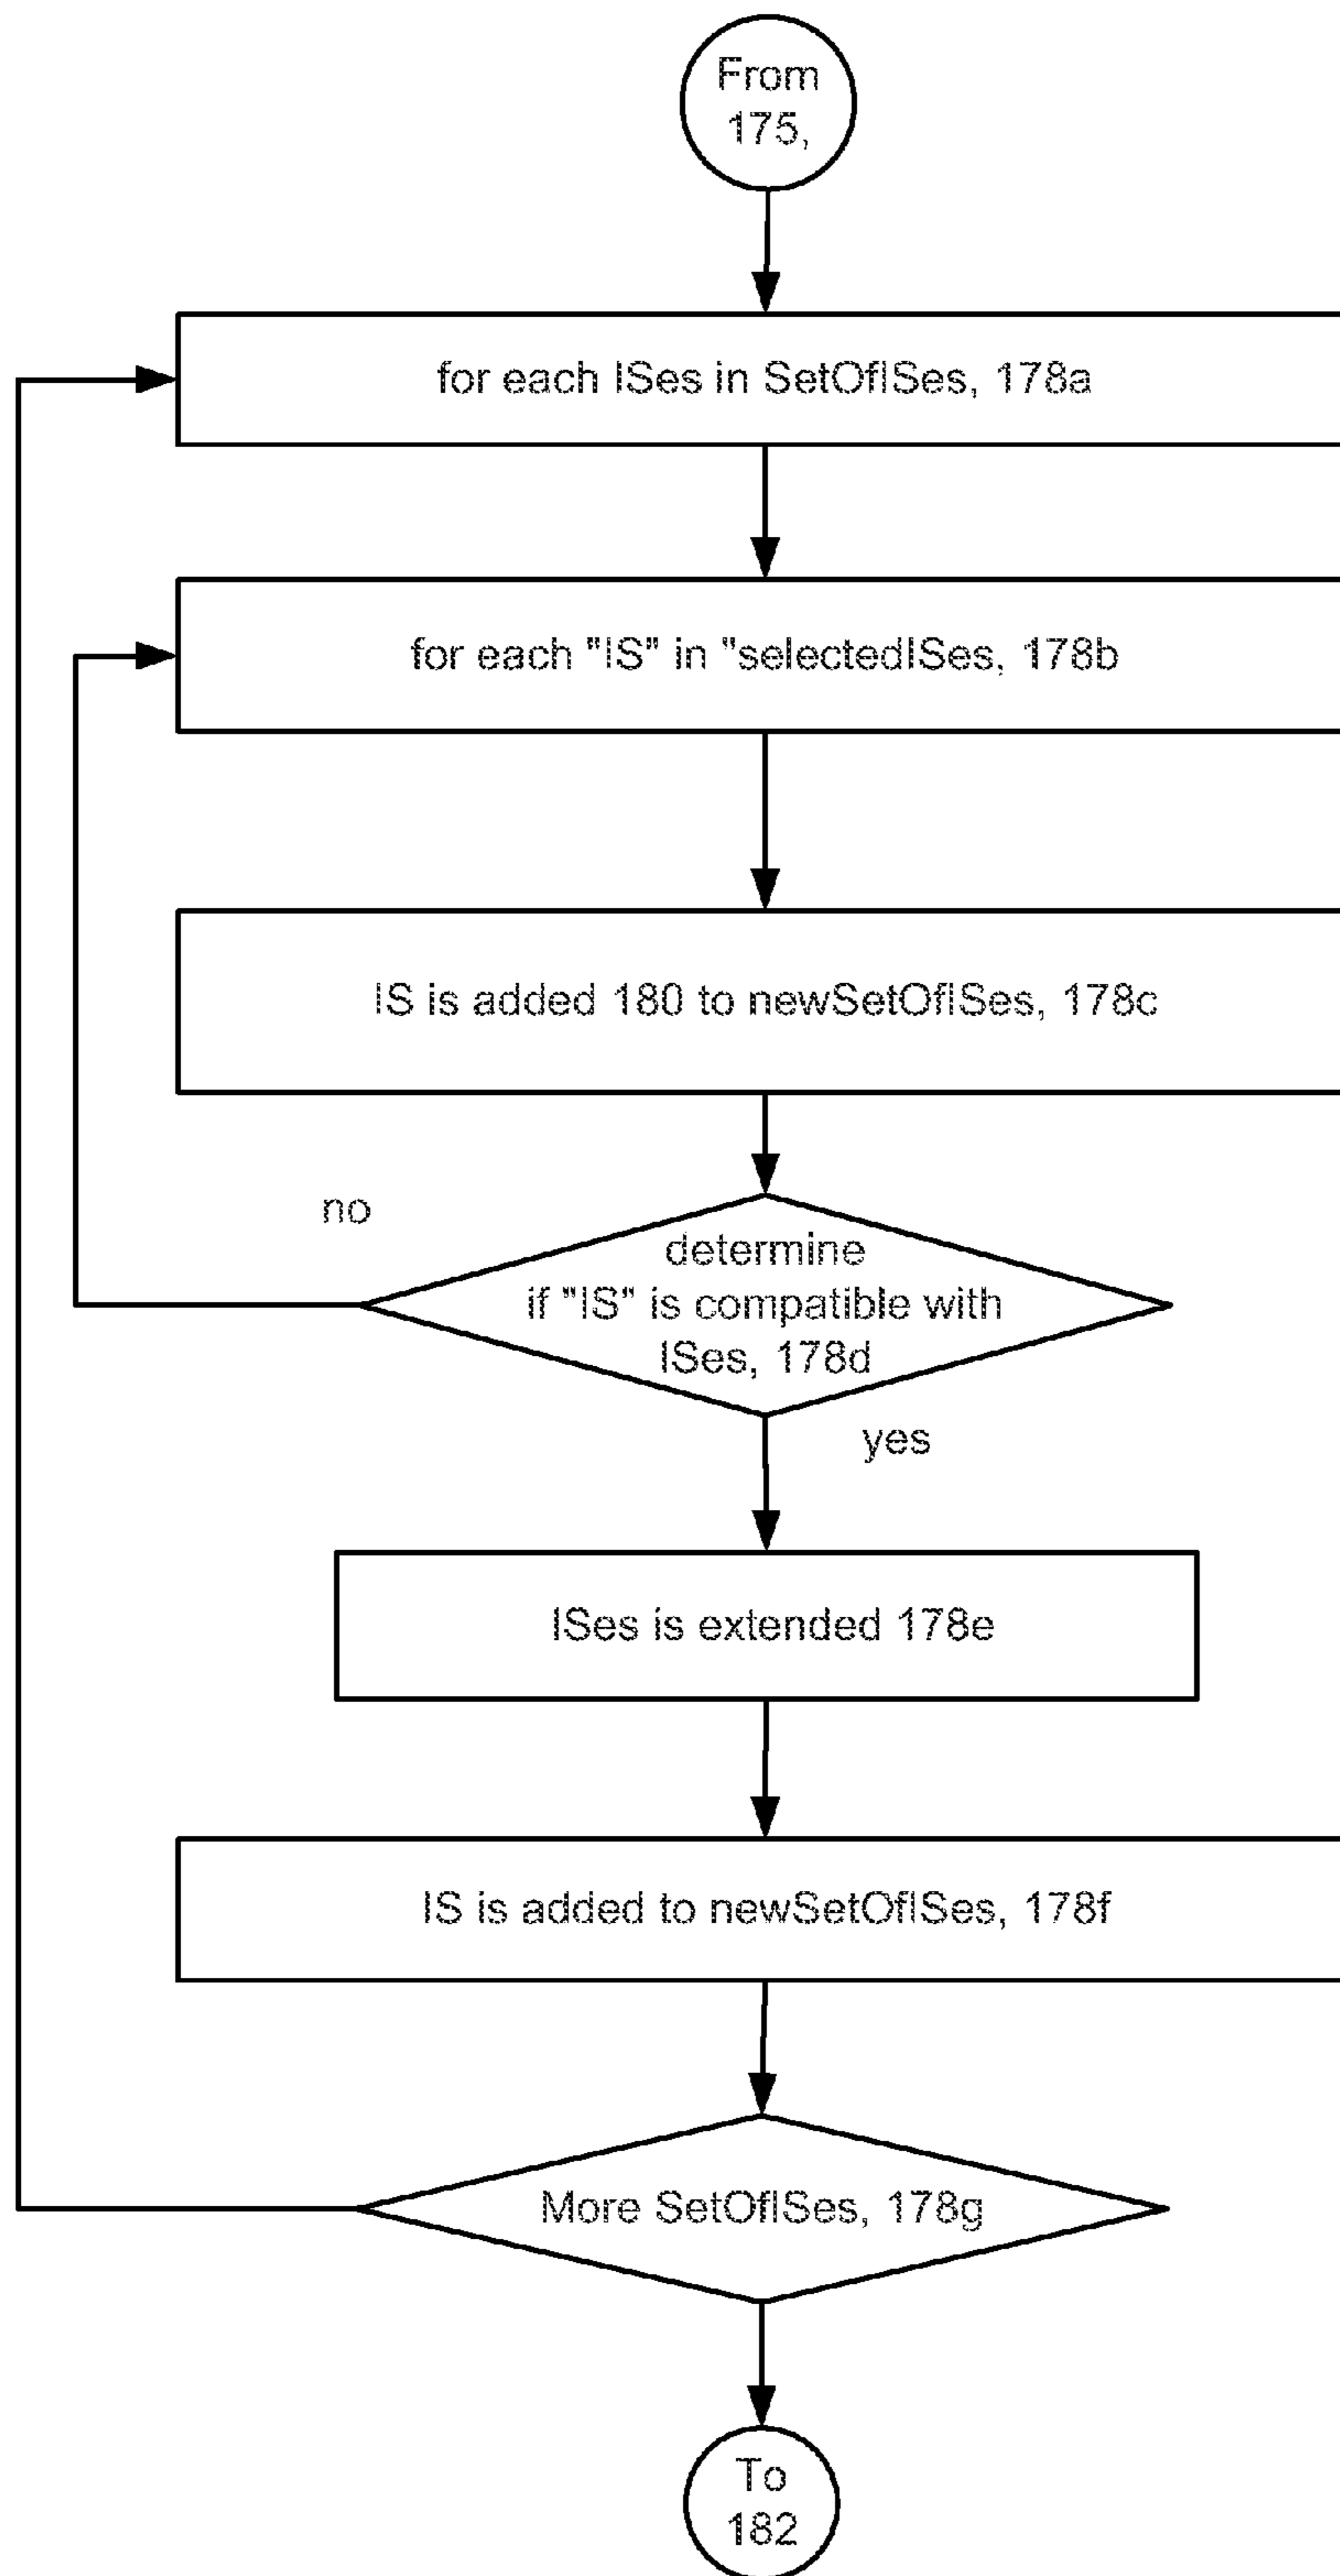 From
175,
for each ISes in SetOfISes, 178a
for each "IS" in "selectedISes, 178b
IS is added 180 to newSetOfISes, 178c
no
determine
if "IS" is compatible with
ISes, 178d
yes
ISes is extended 178e
IS is added to newSetOfISes, 178f
More SetOfISes, 178g
To
182